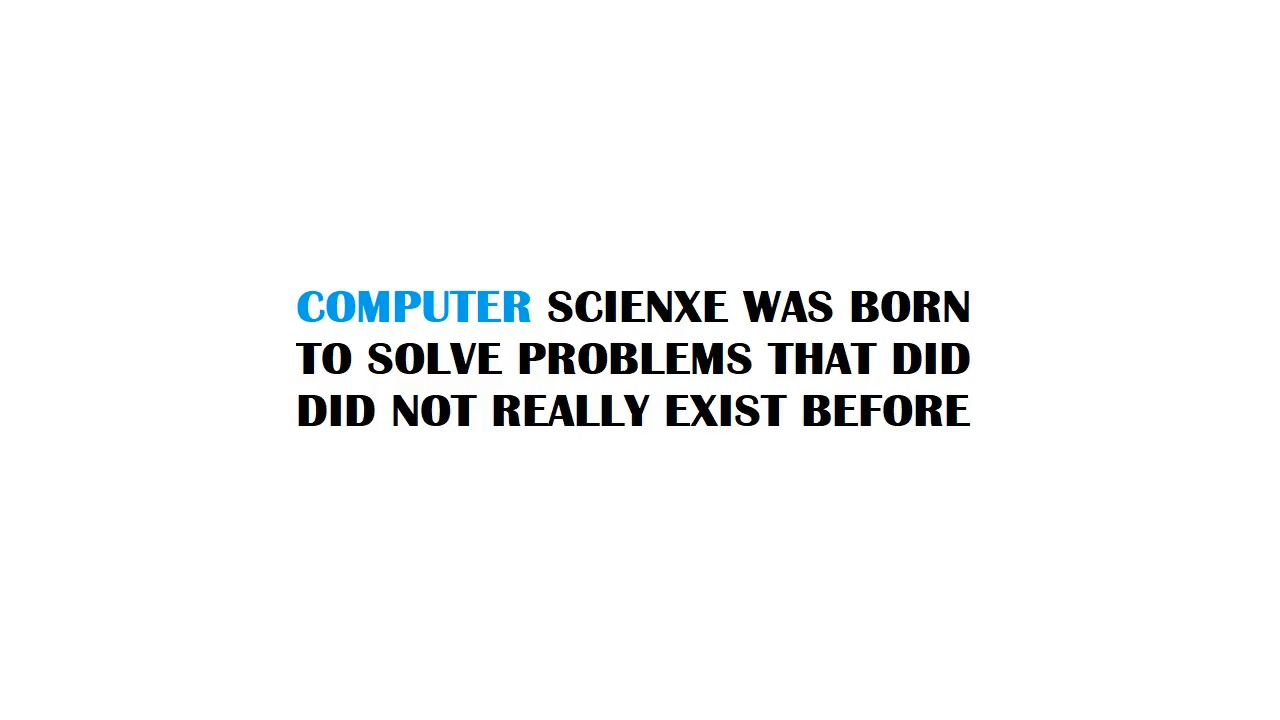 COMPUTER SCIENXE WAS BORN
TO SOLVE PROBLEMS THAT DID
DID NOT REALLY EXIST BEFORE